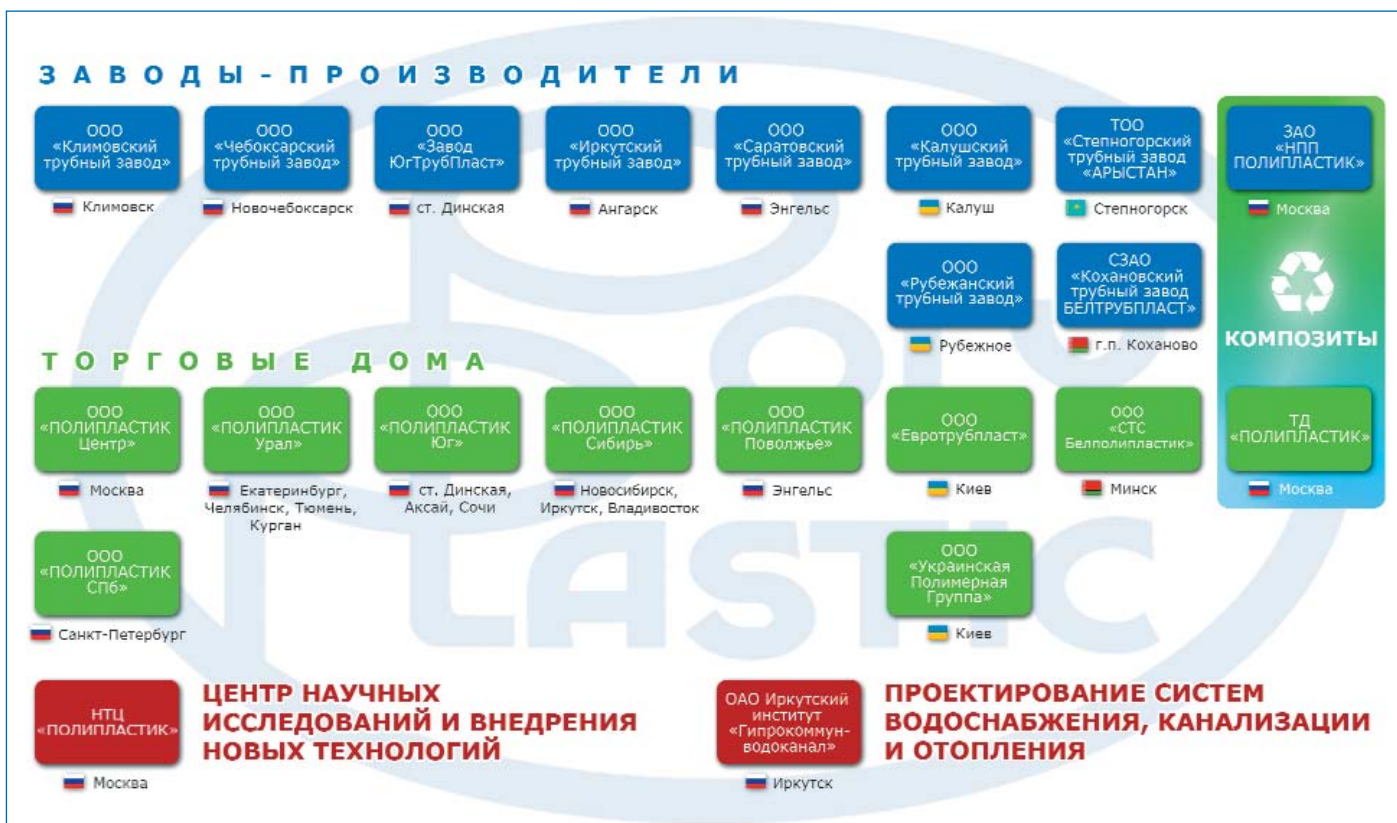 ЗАВОДЫ-ПРОИЗВОДИТЕЛИ
ООО
«Климовский
трубный завод»
Климовск
ООО
«Чебоксарский
трубный завод»
Новочебоксарск
ООО
«Завод
ЮгТрубПласт»
ст. Динская
ООО
«Иркутский
трубный завод»
Ангарск
ООО
«Саратовский
трубный завод»
Энгельс
ООО
«Калушский
трубный завод»
Калуш
ТОО
«Степногорский
трубный завод
«АРЫСТАН»
Степногорск
ЗАО
«НПП
ПОЛИПЛАСТИК»
Москва
ООО
«Рубежанский
трубный завод»
Рубежное
СЗАО
«Кохановский
трубный завод
БЕЛТРУБПЛАСТ»
г.п. Коханово
КОМПОЗИТЫ
ТОРГОВЫЕ ДОМА
ООО
«ПОЛИПЛАСТИК
Центр»
Москва
ООО
«ПОЛИПЛАСТИК
Урал»
Екатеринбург,
Челябинск, Тюмень,
Курган
ООО
«ПОЛИПЛАСТИК
Юг»
ст. Динская,
Аксай, Сочи
ООО
«ПОЛИПЛАСТИК
Сибирь»
Новосибирск,
Иркутск, Владивосток
ООО
«ПОЛИПЛАСТИК
Поволжье»
Энгельс
ООО
«Евротрубпласт»
Киев
ООО
«СТС
Белполипластик»
Минск
ТД
«ПОЛИПЛАСТИК»
Москва
ООО
«ПОЛИПЛАСТИК
СПб»
Санкт-Петербург
ООО
«Украинская
Полимерная
Группа»
Киев
НТЦ
«ПОЛИПЛАСТИК»
Москва
ЦЕНТР НАУЧНЫХ
ИССЛЕДОВАНИЙ И ВНЕДРЕНИЯ
НОВЫХ ТЕХНОЛОГИЙ
ОАО Иркутский
институт
«Гипрокоммун-
водоканал»
Иркутск
ПРОЕКТИРОВАНИЕ СИСТЕМ
ВОДОСНАБЖЕНИЯ, КАНАЛИЗАЦИИ
И ОТОПЛЕНИЯ
LASTIC